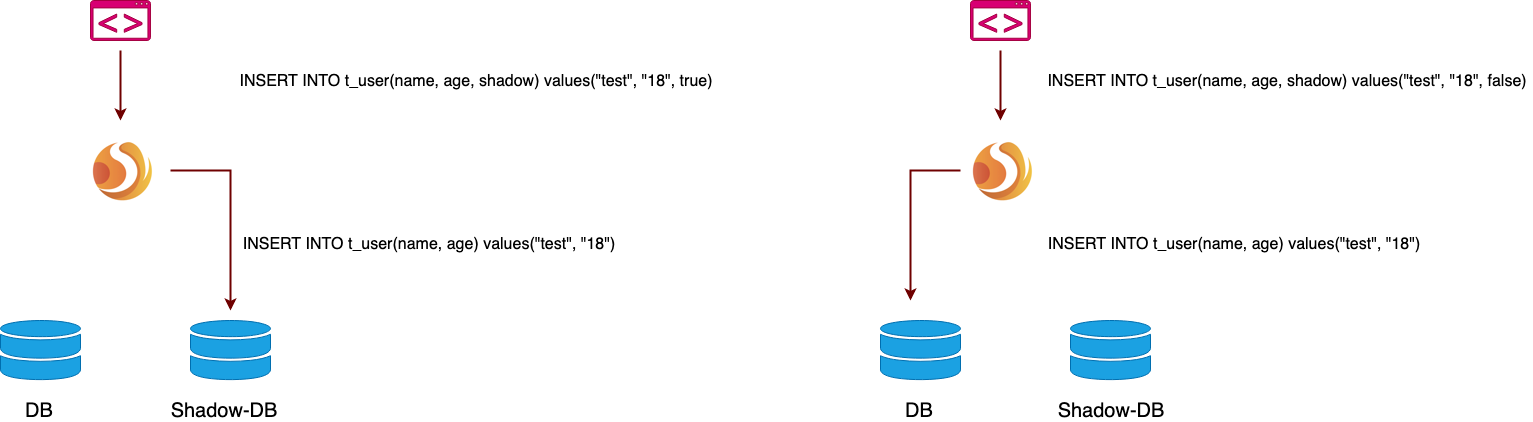 <>
INSERT INTO t_user(name, age, shadow) values("test", "18", true)
INSERT INTO t_user(name, age) values("test", "18")
DB
Shadow-DB
<>
INSERT INTO t_user(name, age, shadow) values("test", "18", false)
INSERT INTO t_user(name, age) values("test", "18")
DB
Shadow-DB